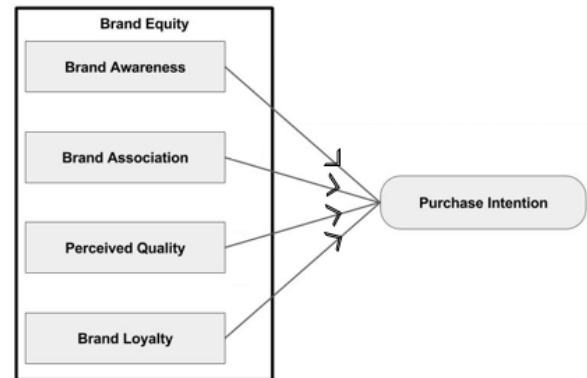 Brand Equity
Brand Awareness
Brand Association
Perceived Quality
Brand Loyalty
Purchase Intention